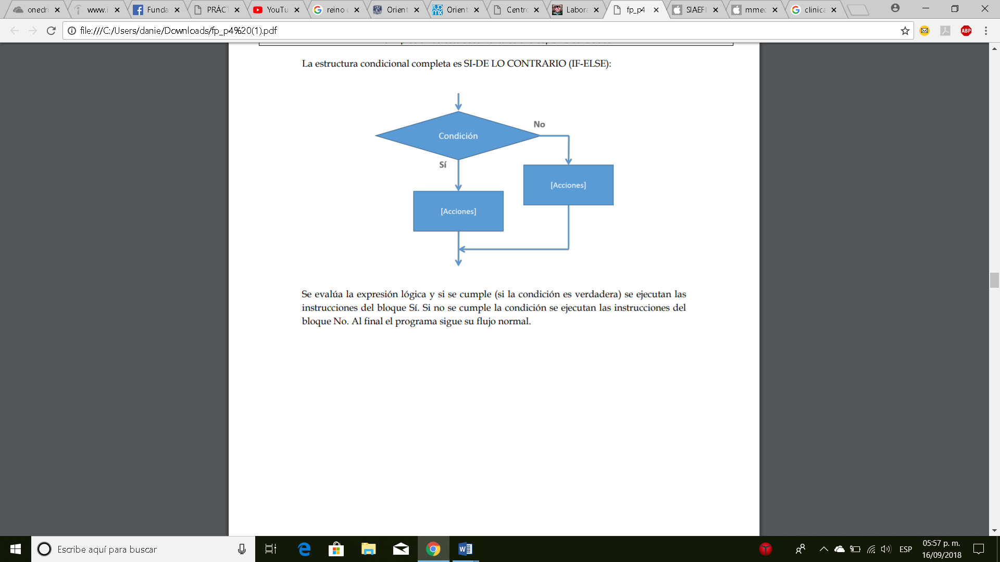 onedri
www.i
Funda
PRÁCT
YouTu
reino c
Orient
Orient
Centro
Labora
fp_p4
SIAEFI
mmec
clinica
file:///C:/Users/danie/Downloads/fp_p4%20(1).pdf
ABP
La estructura condicional completa es SI-DE LO CONTRARIO (IF-ELSE):
No
Condición
Sí
[Acciones]
[Acciones]
Se evalúa la expresión lógica y si se cumple (si la condición es verdadera) se ejecutan las
instrucciones del bloque Sí. Si no se cumple la condición se ejecutan las instrucciones del
bloque No. Al final el programa sigue su flujo normal.
Escribe aquí para buscar
ESP
05:57 p. m.
16/09/2018